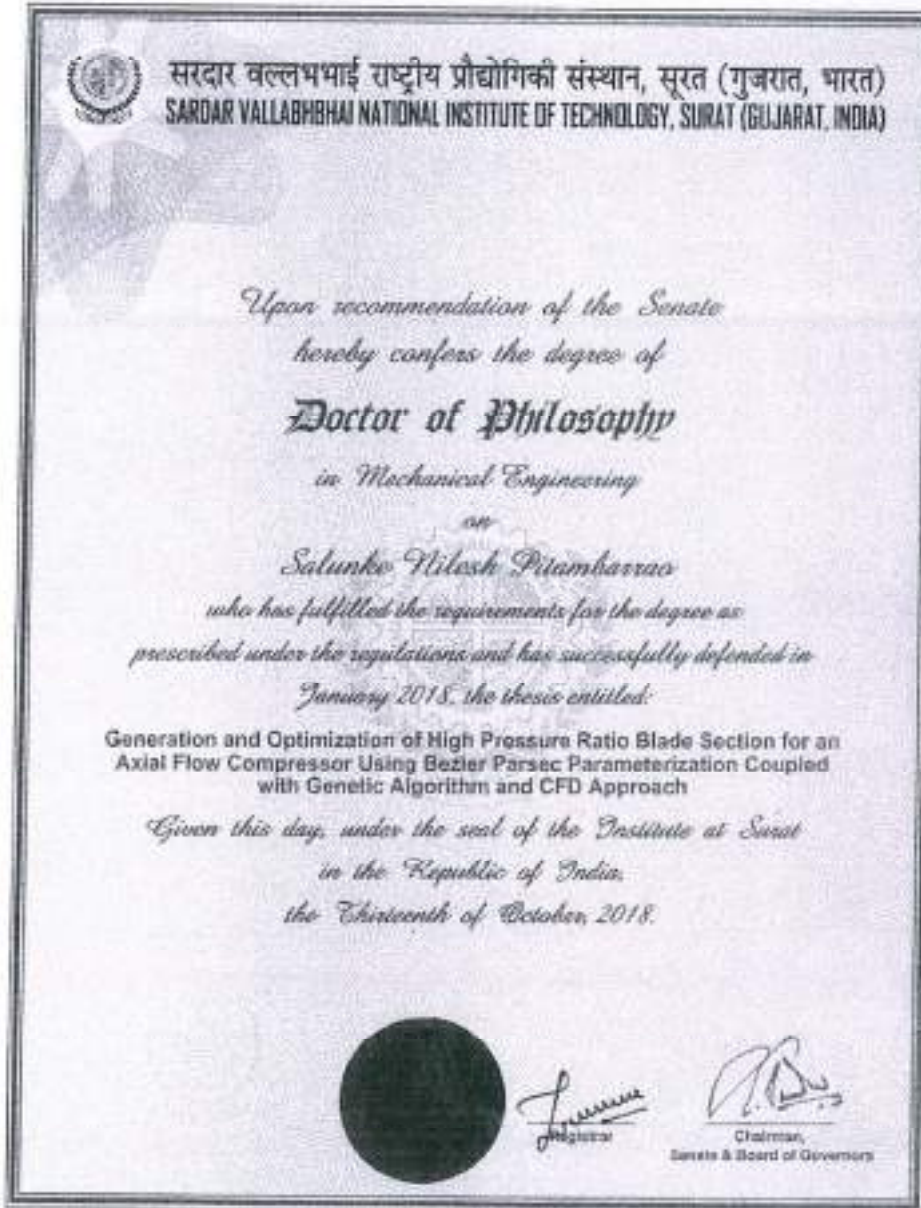 सरदार वल्लभभाई राष्ट्रीय प्रौद्योगिकी संस्थान, सूरत (गुजरात, भारत)
SARDAR VALLABHBHAI NATIONAL INSTITUTE OF TECHNOLOGY, SURAT (GUJARAT, INDIA)
Upon recommendation of the Senate
hereby confers the degree of
Doctor of Philosophy
in Mechanical Engineering
on
Salunke Nilesh Pitambarrao
who has fulfilled the requirements for the degree as
prescribed under the regulations and has successfully defended in
January 2018, the thesis entitled:
Generation and Optimization of High Pressure Ratio Blade Section for an
Axial Flow Compressor Using Bezier Parsec Parameterization Coupled
with Genetic Algorithm and CFD Approach
Given this day, under the seal of the Institute at Surat
in the Republic of India,
the Thirteenth of October, 2018.
Registrar
Chairman,
Senate & Board of Governors